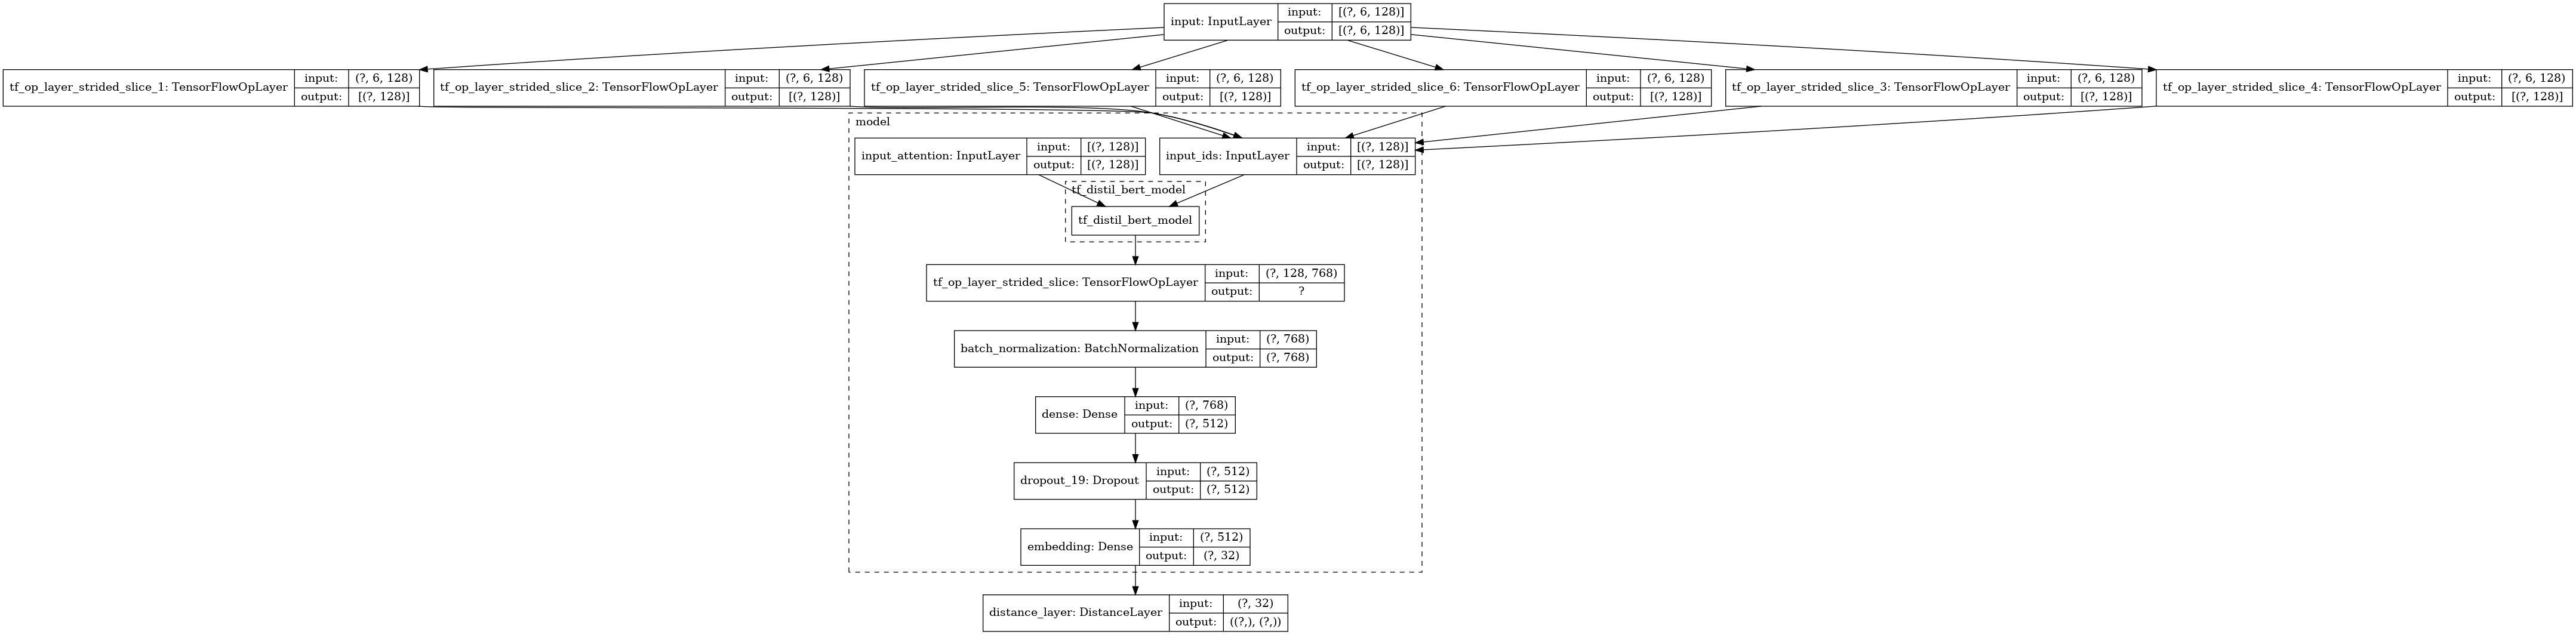 input: InputLayer
input: [(?, 6, 128)]
output: [(?, 6, 128)]
tf_op_layer_strided_slice_1: TensorFlowOpLayer
input: (?, 6, 128)
output: [(?, 128)]
tf_op_layer_strided_slice_2: TensorFlowOpLayer
input: (?, 6, 128)
output: [(?, 128)]
tf_op_layer_strided_slice_5: TensorFlowOpLayer
input: (?, 6, 128)
output: [(?, 128)]
tf_op_layer_strided_slice_6: TensorFlowOpLayer
input: (?, 6, 128)
output: [(?, 128)]
tf_op_layer_strided_slice_3: TensorFlowOpLayer
input: (?, 6, 128)
output: [(?, 128)]
tf_op_layer_strided_slice_4: TensorFlowOpLayer
input: (?, 6, 128)
output: [(?, 128)]
model
input_attention: InputLayer
input: [(?, 128)]
output: [(?, 128)]
input_ids: InputLayer
input: [(?, 128)]
output: [(?, 128)]
tf_distil_bert_model
tf_distil_bert_model
tf_op_layer_strided_slice: TensorFlowOpLayer
input: (?, 128, 768)
output: ?
batch_normalization: BatchNormalization
input: (?, 768)
output: (?, 768)
dense: Dense
input: (?, 768)
output: (?, 512)
dropout_19: Dropout
input: (?, 512)
output: (?, 512)
embedding: Dense
input: (?, 512)
output: (?, 32)
distance_layer: DistanceLayer
input: (?, 32)
output: ((?,), (?,))